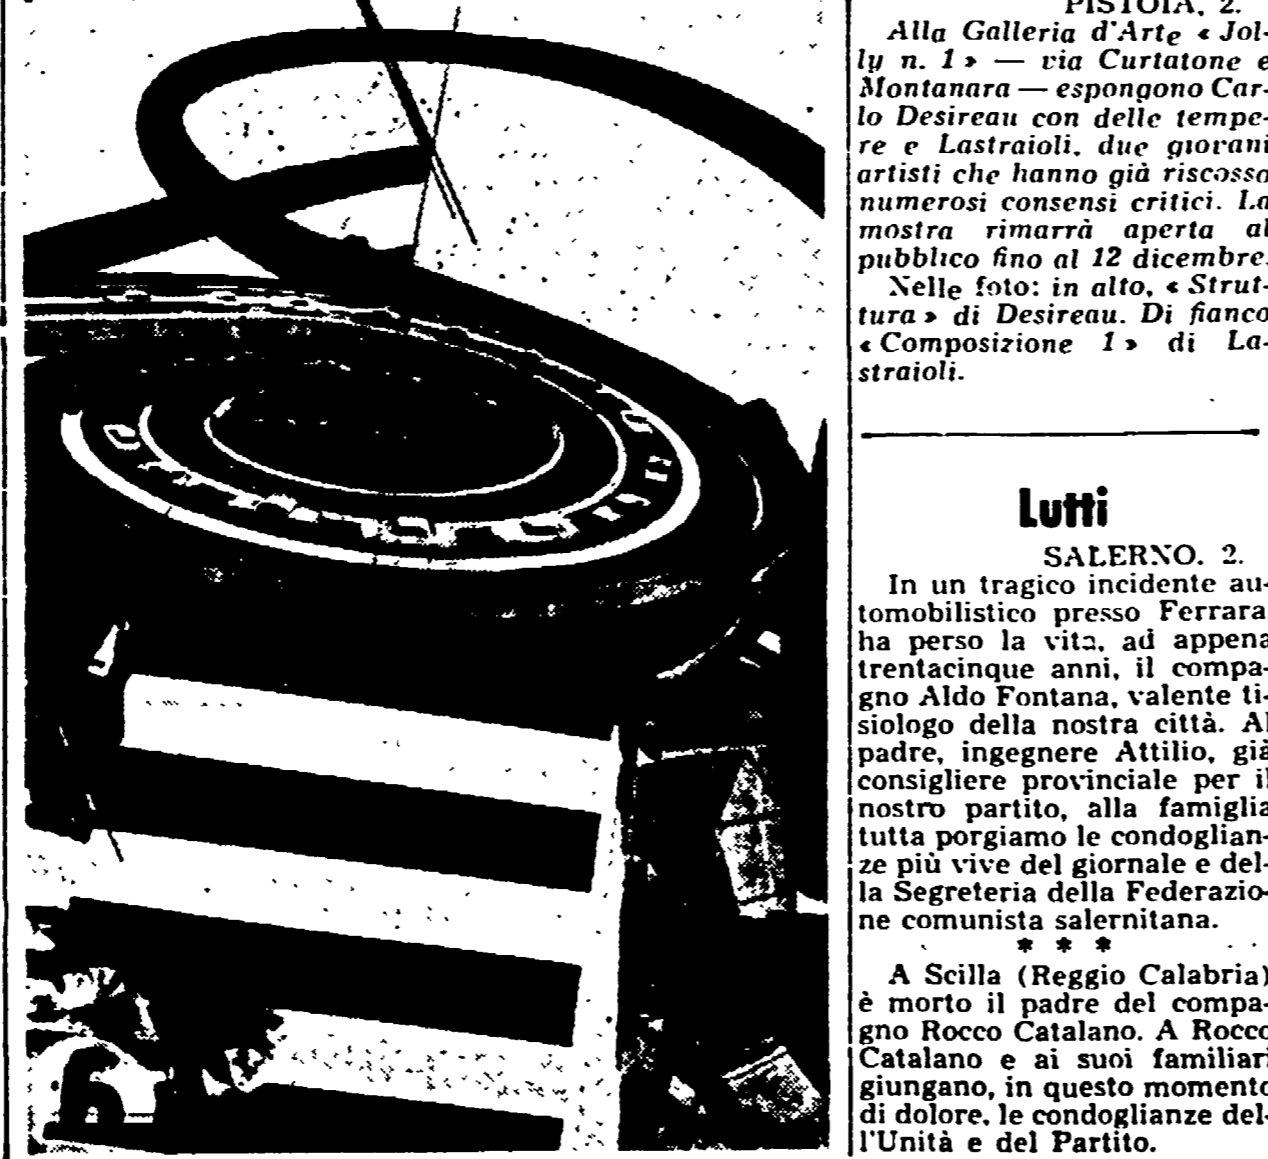 PISTOIA, 2.
Alla Galleria d'Arte « Jol-
ly n. 1 » — via Curtatone e
Montanara — espongono Car-
lo Desireau con delle tempe-
re e Lastraioli, due giovani
artisti che hanno già riscosso
numerosi consensi critici. La
mostra rimarrà aperta al
pubblico fino al 12 dicembre.
Nelle foto: in alto, « Strut-
tura » di Desireau. Di fianco
« Composizione 1 » di La-
straioli.
Lutti
SALERNO, 2.
In un tragico incidente au-
tomobilistico presso Ferrara
ha perso la vita, ad appena
trentacinque anni, il compa-
gno Aldo Fontana, valente ti-
siologo della nostra città. Al
padre, ingegnere Attilio, già
consigliere provinciale per il
nostro partito, alla famiglia
tutta porgiamo le condoglian-
ze più vive del giornale e del-
la Segreteria della Federazio-
ne comunista salernitana.
* * *
A Scilla (Reggio Calabria)
è morto il padre del compa-
gno Rocco Catalano. A Rocco
Catalano e ai suoi familiari
giungano, in questo momento
di dolore, le condoglianze del-
l'Unità e del Partito.